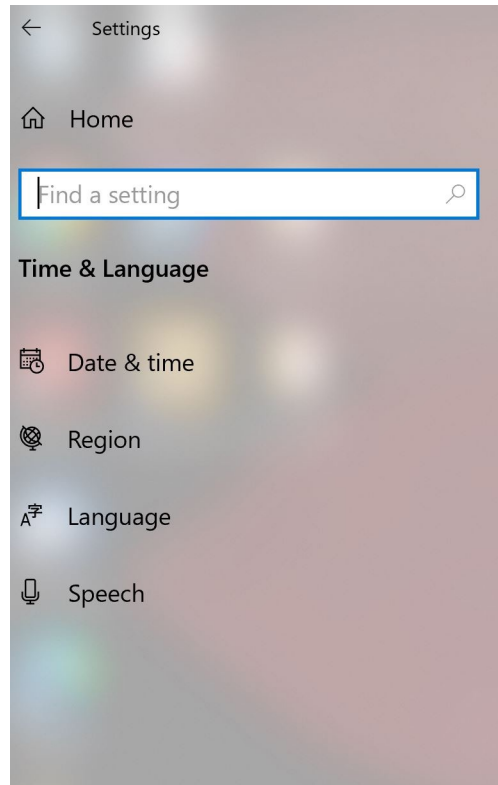 Settings
Home
Find a setting
Time & Language
Date & time
Region
Language
Speech